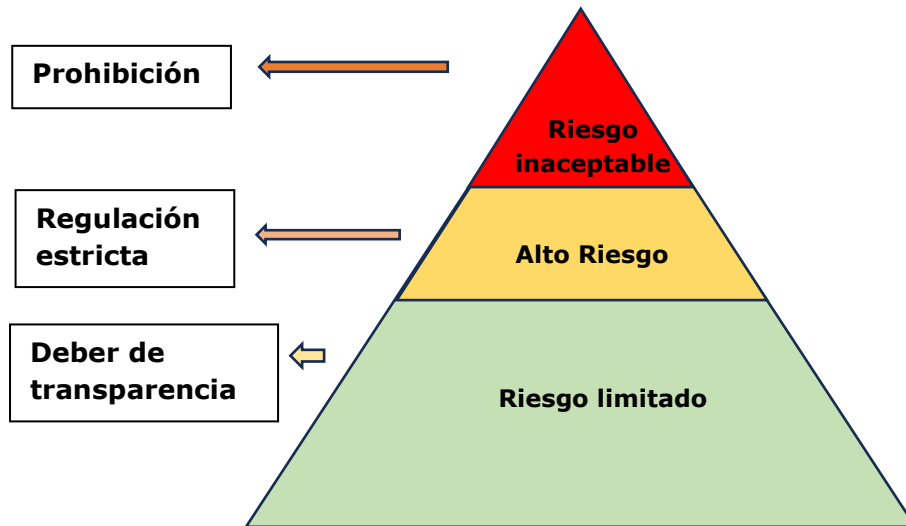 Prohibición
Riesgo
inaceptable
Regulación
estricta
Alto Riesgo
Deber de
transparencia
Riesgo limitado